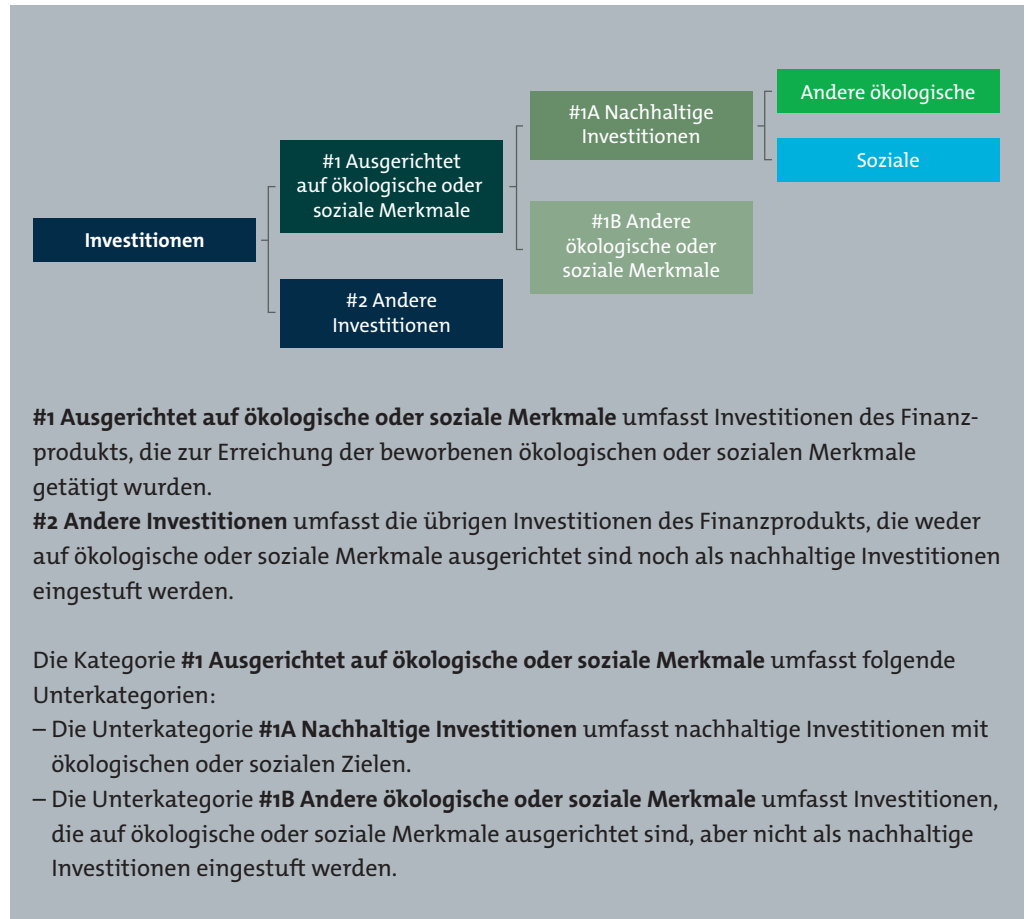 Andere ökologische
#1A Nachhaltige
Investitionen
Soziale
#1 Ausgerichtet
auf ökologische oder
soziale Merkmale
#1B Andere
ökologische oder
soziale Merkmale
Investitionen
#2 Andere
Investitionen
#1 Ausgerichtet auf ökologische oder soziale Merkmale umfasst Investitionen des Finanz-
produkts, die zur Erreichung der beworbenen ökologischen oder sozialen Merkmale
getätigt wurden.
#2 Andere Investitionen umfasst die übrigen Investitionen des Finanzprodukts, die weder
auf ökologische oder soziale Merkmale ausgerichtet sind noch als nachhaltige Investitionen
eingestuft werden.
Die Kategorie #1 Ausgerichtet auf ökologische oder soziale Merkmale umfasst folgende
Unterkategorien:
– Die Unterkategorie #1A Nachhaltige Investitionen umfasst nachhaltige Investitionen mit
ökologischen oder sozialen Zielen.
– Die Unterkategorie #1B Andere ökologische oder soziale Merkmale umfasst Investitionen,
die auf ökologische oder soziale Merkmale ausgerichtet sind, aber nicht als nachhaltige
Investitionen eingestuft werden.